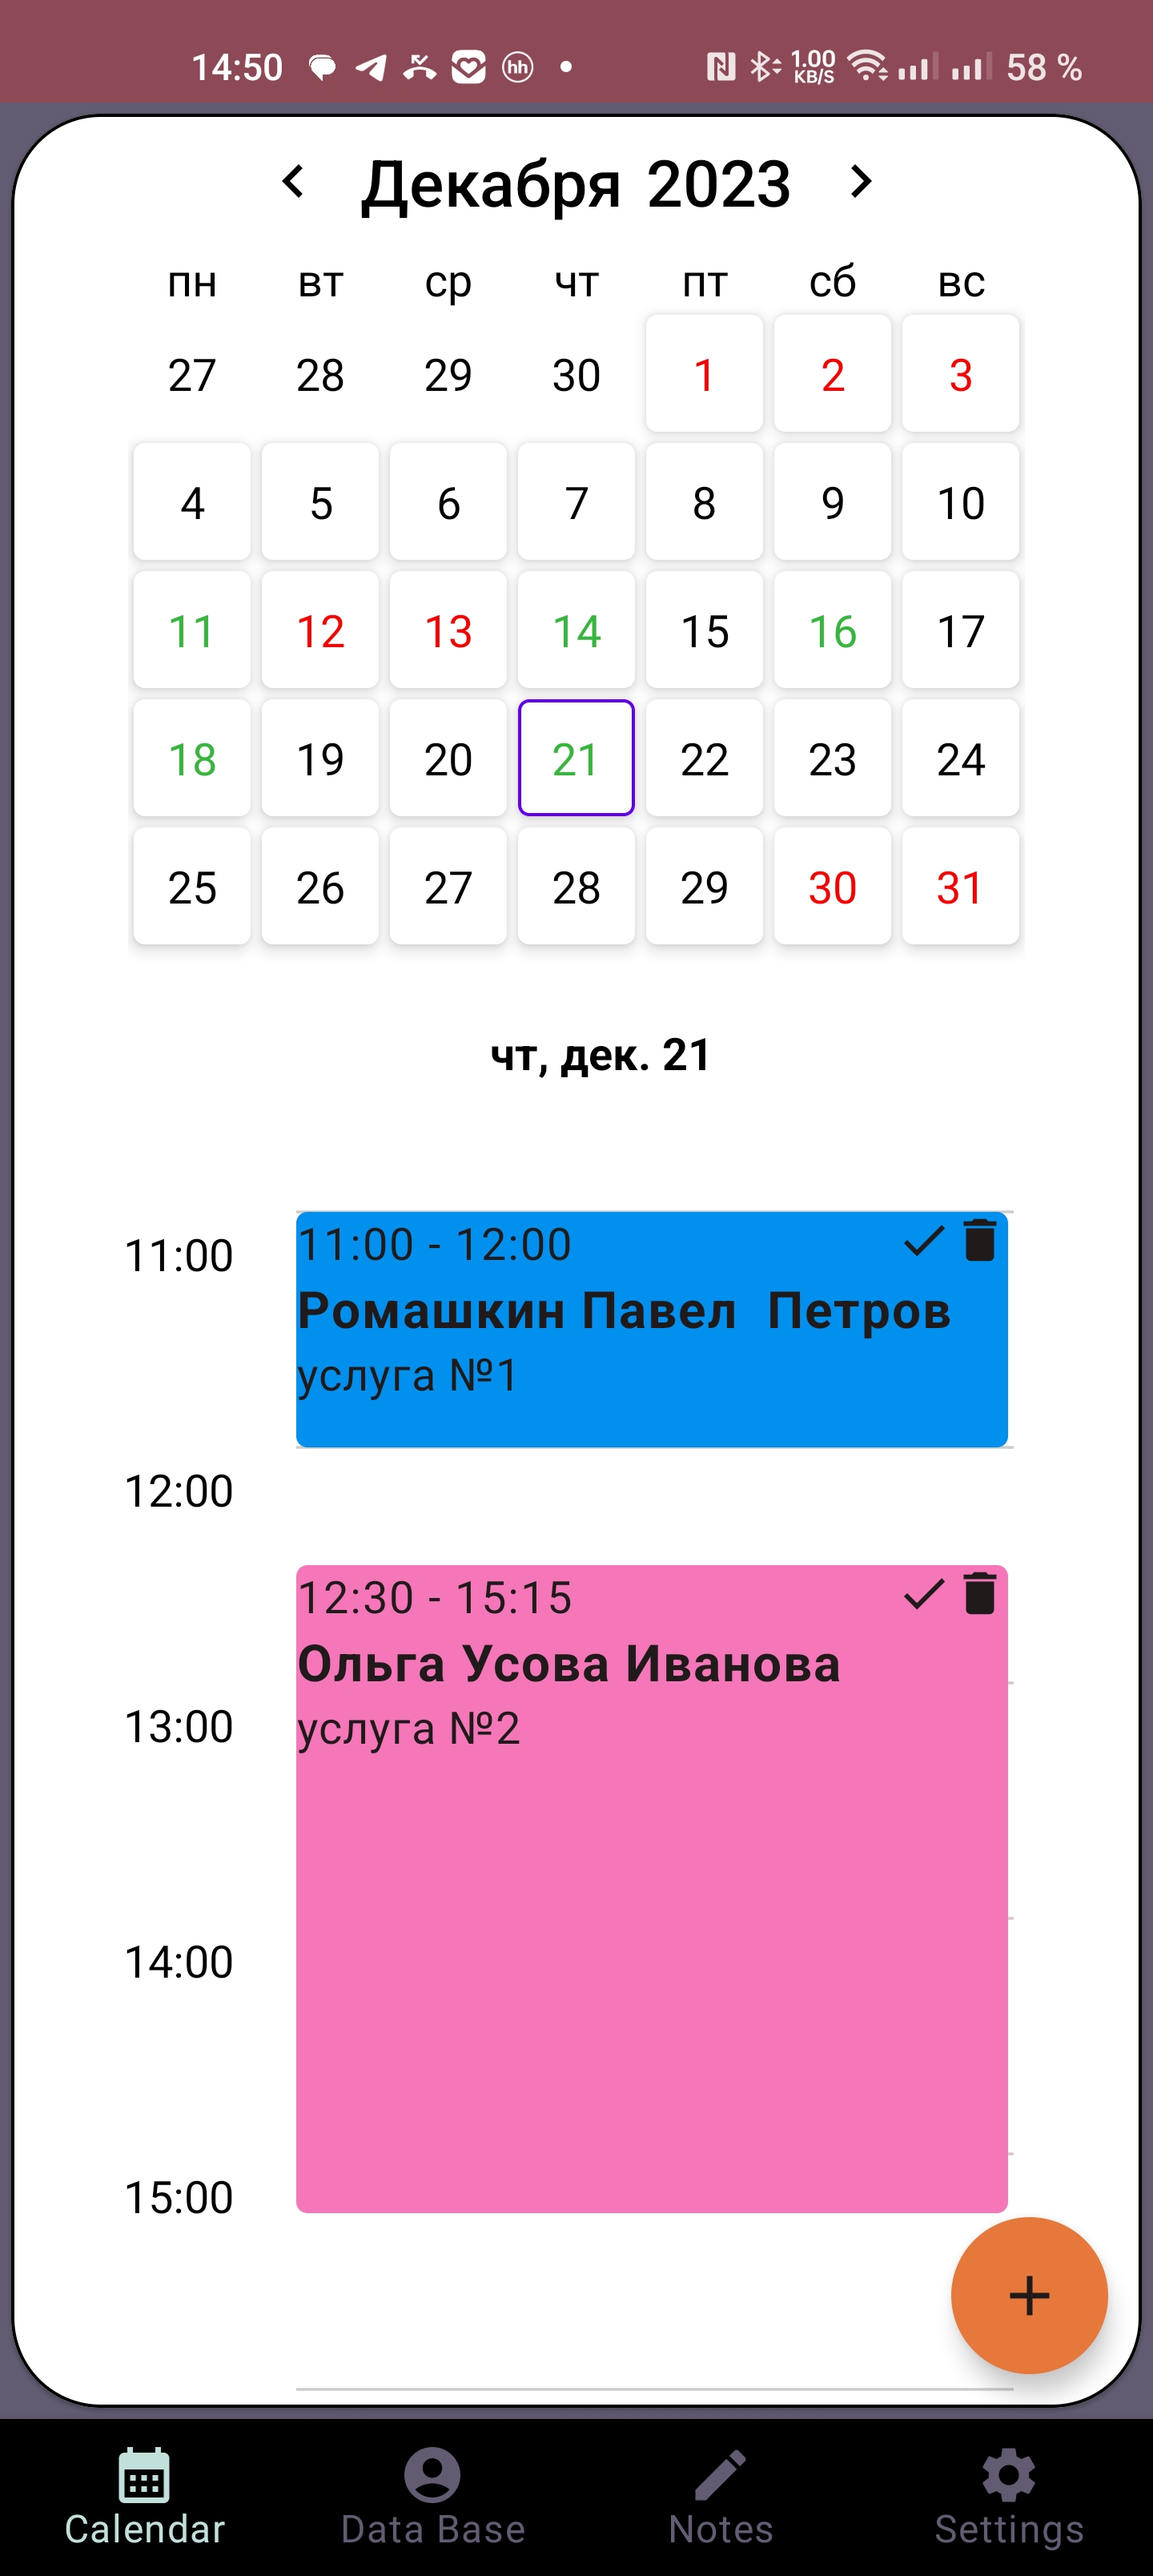 14:50 hh 1.00 KB/S 58 %
Декабря 2023
пн вт ср чт пт сб вс
27 28 29 30 1 2 3
4 5 6 7 8 9 10
11 12 13 14 15 16 17
18 19 20 21 22 23 24
25 26 27 28 29 30 31
чт, дек. 21
11:00
11:00 - 12:00
Ромашкин Павел Петров
услуга №1
12:00
12:30 - 15:15
Ольга Усова Иванова
услуга №2
13:00
14:00
15:00
Calendar Data Base Notes Settings